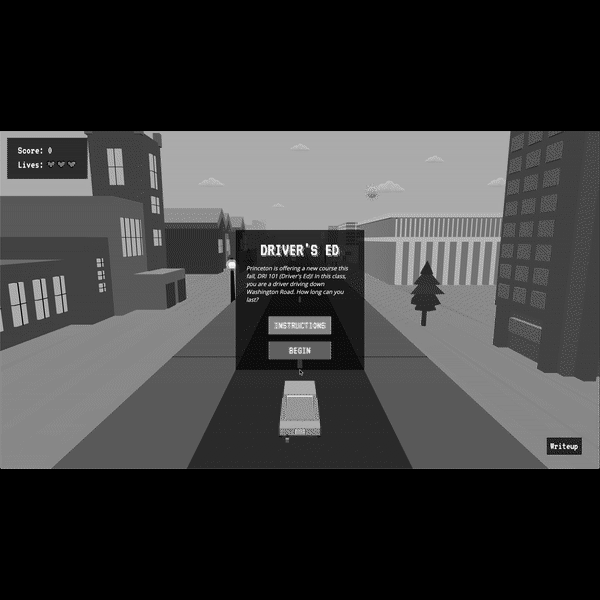 Score: 0
Lives:
DRIVER'S ED
Princeton is offering a new course this
fall, DRI 101 (Driver's Ed)! In this class,
you are a driver driving down
Washington Road. How long can you
last?
INSTRUCTIONS
BEGIN
Writeup